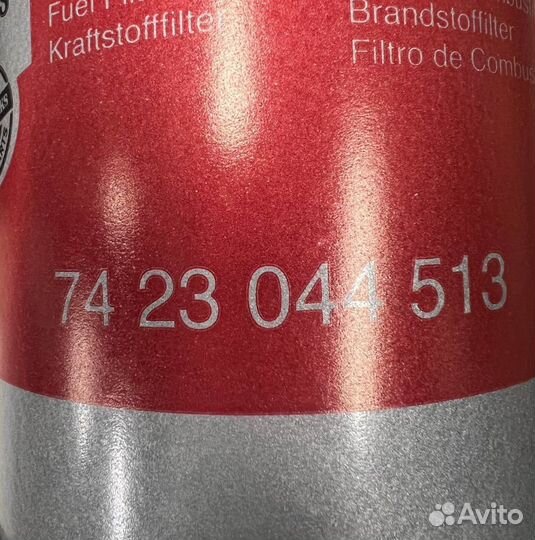 Fuel
Kraftstofffilter
Brandstoffilter
Filtro de
74 23 044 513
Avito